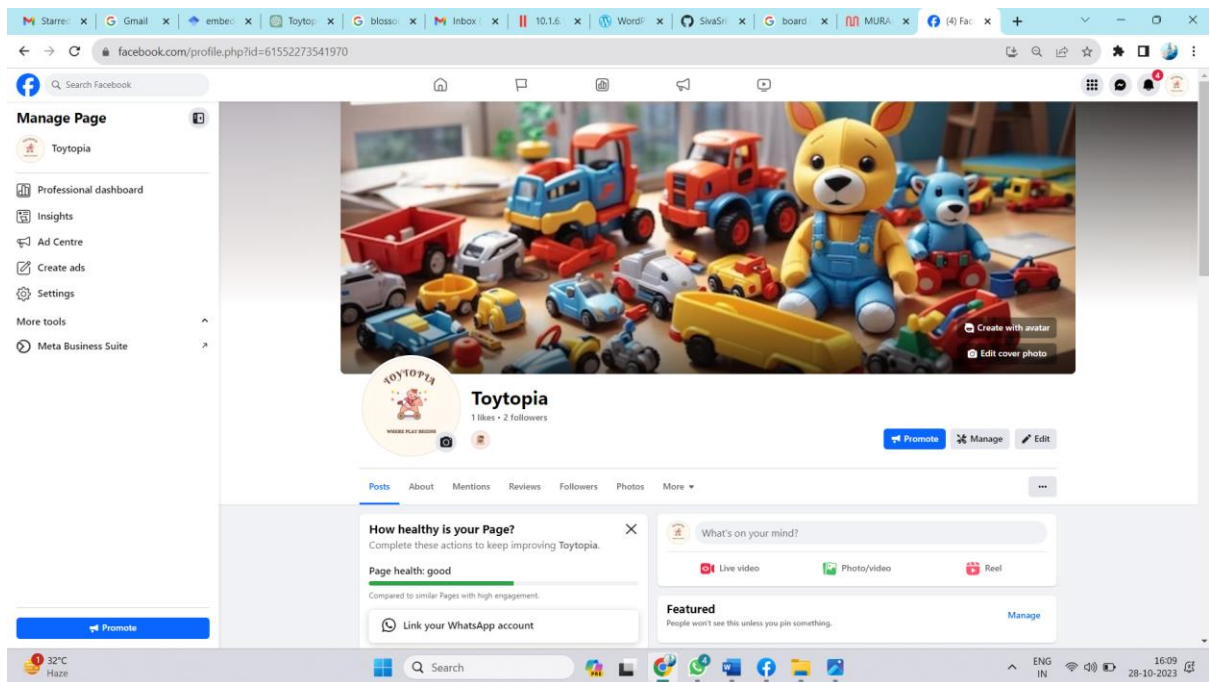 Starred
Gmail
embed
Toytop
blosso
Inbox (
10.1.6.
WordP
SivaSri
board
MURA
(4) Fac
facebook.com/profile.php?id=61552273541970
Search Facebook
4
Manage Page
Toytopia
Professional dashboard
Insights
Ad Centre
Create ads
Settings
More tools
Meta Business Suite
Promote
Create with avatar
Edit cover photo
TOYTOPIA
WHERE PLAY BEGINS
Toytopia
1 likes • 2 followers
Promote
Manage
Edit
Posts About Mentions Reviews Followers Photos More
How healthy is your Page?
Complete these actions to keep improving Toytopia.
Page health: good
Compared to similar Pages with high engagement.
Link your WhatsApp account
What's on your mind?
Live video
Photo/video
Reel
Featured
Manage
People won't see this unless you pin something.
1
32°C
Haze
Search
PRE
4
ENG
IN
16:09
28-10-2023